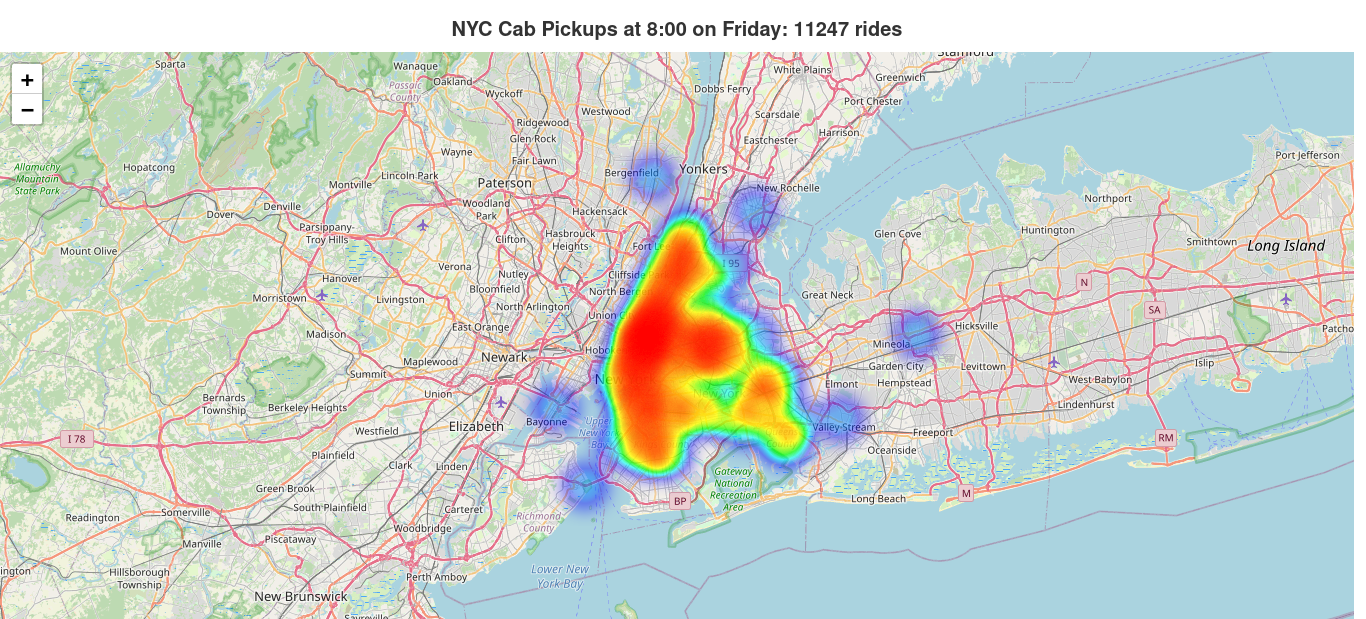 NYC Cab Pickups at 8:00 on Friday: 11247 rides
+
−
Stamford
Sparta
Wanaque
Oakland
Passaic
County
Wyckoff
Dobbs Ferry
White Plains
Greenwich
Port Chester
Westwood
Scarsdale
Ridgewood
Glen Rock
Eastchester
Harrison
Allamuchy
Mountain
State Park
Hopatcong
Wayne
Fair Lawn
Lincoln Park
Montville
Paterson
Bergenfield
Yonkers
New Rochelle
Port Jefferson
Northport
Denville
Dover
Woodland
Park
Hackensack
Parsippany-
Troy Hills
Clifton
Hasbrouck
Heights
Fort Le
Glen Cove
Huntington
Smithtown
Long Island
Mount Olive
Verona
Nutley
Cliffside Park
I 95
Hanover
Bloomfield
North Berg
Great Neck
N
Morristown
Livingston
North Arlington
Union C
SA
Madison
East Orange
Hobok
Hicksville
Patcho
Mineola
Newark
Maplewood
Garden City
Levittown
Islip
Summit
New York
New York
Elmont
Hempstead
West Babylon
Bernards
Township
Berkeley Heights
Union
Lindenhurst
Elizabeth
Bayonne
Upper
New York
Bay
Valley Stream
Freeport
I 78
Westfield
RM
Plainfield
Oceanside
Clark
Linden
Gateway
National
Recreation
Area
Green Brook
BP
Long Beach
M
South Plainfield
Carteret
Somerville
Readington
Richmond
County
Woodbridge
Piscataway
Manville
ington
Hillsborough
Township
Perth Amboy
Lower New
York Bay
New Brunswick
Sayreville